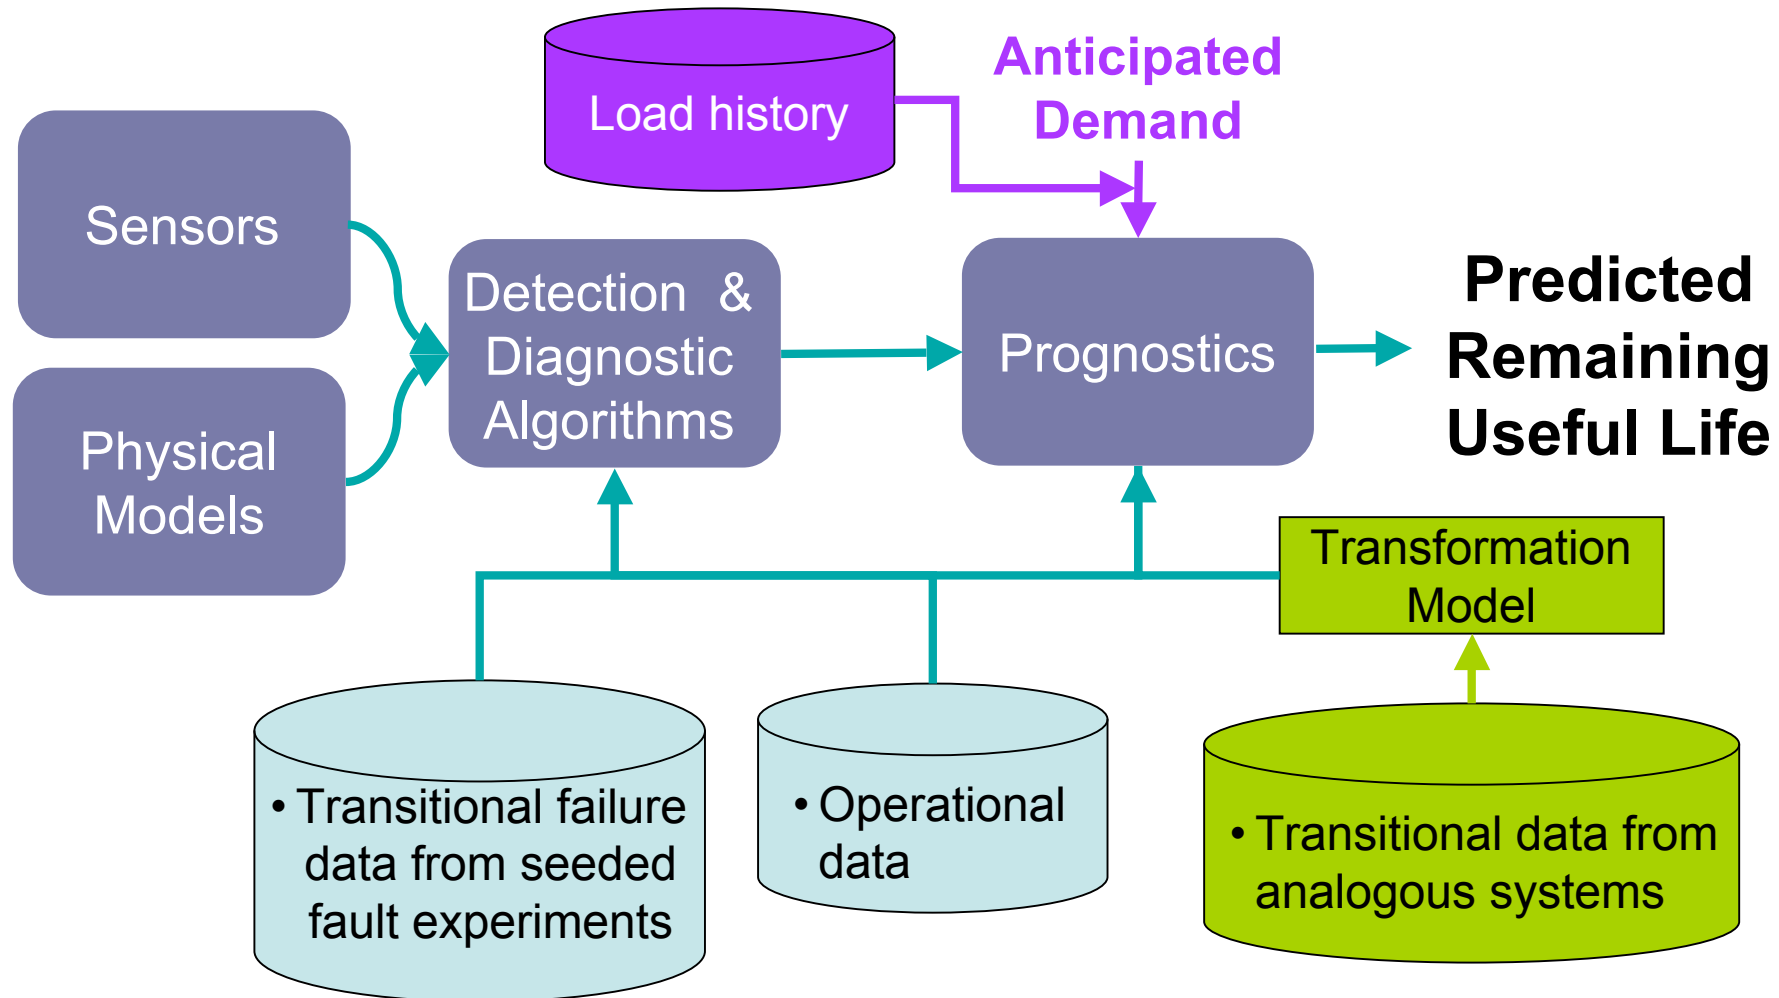 Load history
Anticipated
Demand
Sensors
Detection & 
Diagnostic
Algorithms
Prognostics
Predicted
Remaining
Useful Life
Physical
Models
Transformation
Model
• Transitional failure
data from seeded
fault experiments
• Operational
data
• Transitional data from
analogous systems